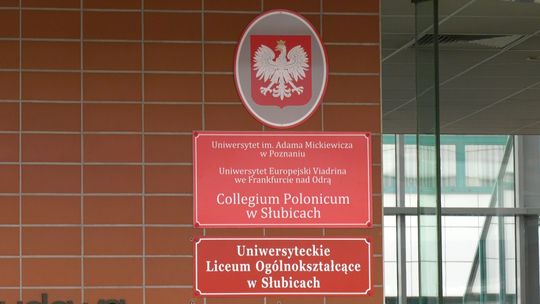 Uniwersytet im. Adama Mickiewicza
w Poznaniu
Uniwersytet Europejski Viadrina
we Frankfurcie nad Odrą
Collegium Polonicum
w Słubicach
Uniwersyteckie
Liceum Ogólnokształcące
w Słubicach